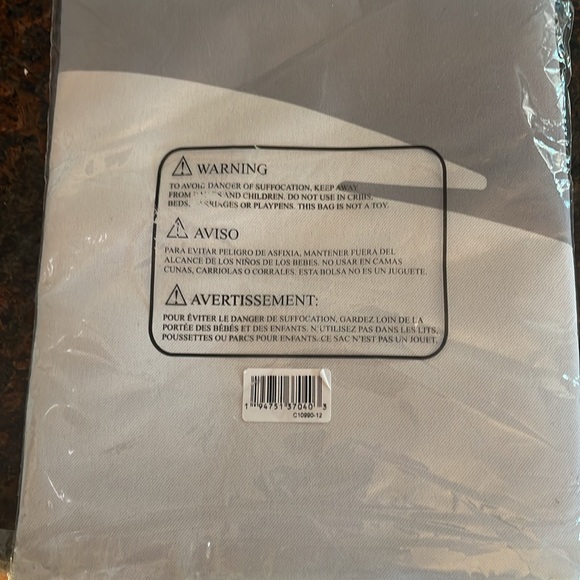 WARNING
TO AVOID DANGER OF SUFFOCATION, KEEP AWAY
FROM AND CHILDREN. DO NOT USE IN CRIBS,
BEDS, CARRIAGES OR PLAYPENS. THIS BAG IS NOT A TOY.
AVISO
PARA EVITAR PELIGRO DE ASFIXIA, MANTENER FUERA DEL
ALCANCE DE LOS NIÑOS DE LOS BEBES. NO USAR EN CAMAS
CUNAS, CARRIOLAS O CORRALES. ESTA BOLSA NO ES UN JUGUETE.
AVERTISSEMENT:
POUR ÉVITER LE DANGER DE SUFFOCATION, GARDEZ LOIN DE LA
PORTÉE DES BÉBÉS ET DES ENFANTS. N'UTILISEZ PAS DANS LES LITS,
POUSSETTES OU PARCS POUR ENFANTS. CE SAC N'EST PAS UN JOUET.
1 94751 37040 3
C10990-12